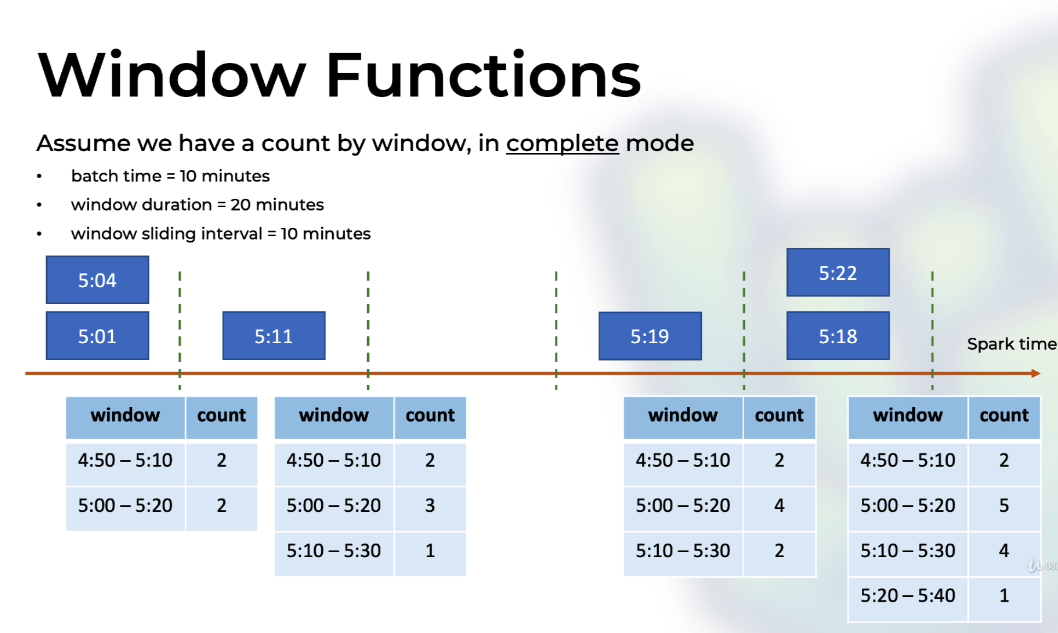 Window Functions
Assume we have a count by window, in complete mode
• batch time = 10 minutes
• window duration = 20 minutes
• window sliding interval = 10 minutes
5:04
5:01
5:11
5:19
5:22
5:18
Spark time
window count
4:50 – 5:10 2
5:00 – 5:20 2
window count
4:50 – 5:10 2
5:00 – 5:20 3
5:10 – 5:30 1
window count
4:50 – 5:10 2
5:00 – 5:20 4
5:10 – 5:30 2
window count
4:50 – 5:10 2
5:00 – 5:20 5
5:10 – 5:30 4
5:20 – 5:40 1